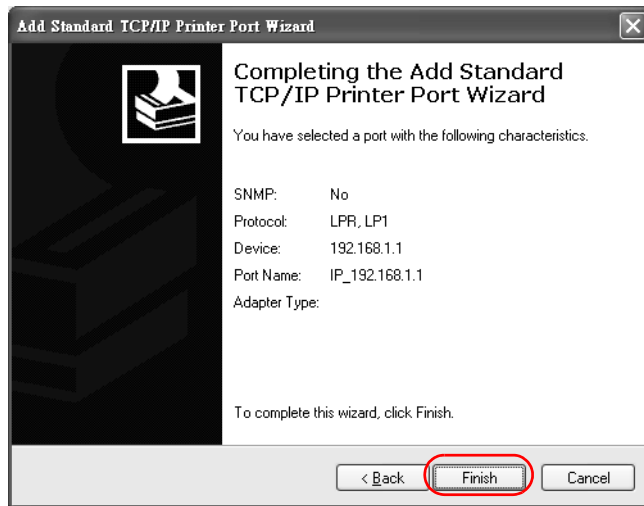 Add Standard TCP/IP Printer Port Wizard
Completing the Add Standard
TCP/IP Printer Port Wizard
You have selected a port with the following characteristics.
SNMP: No
Protocol: LPR, LP1
Device: 192.168.1.1
Port Name: IP_192.168.1.1
Adapter Type:
To complete this wizard, click Finish.
< Back Finish Cancel